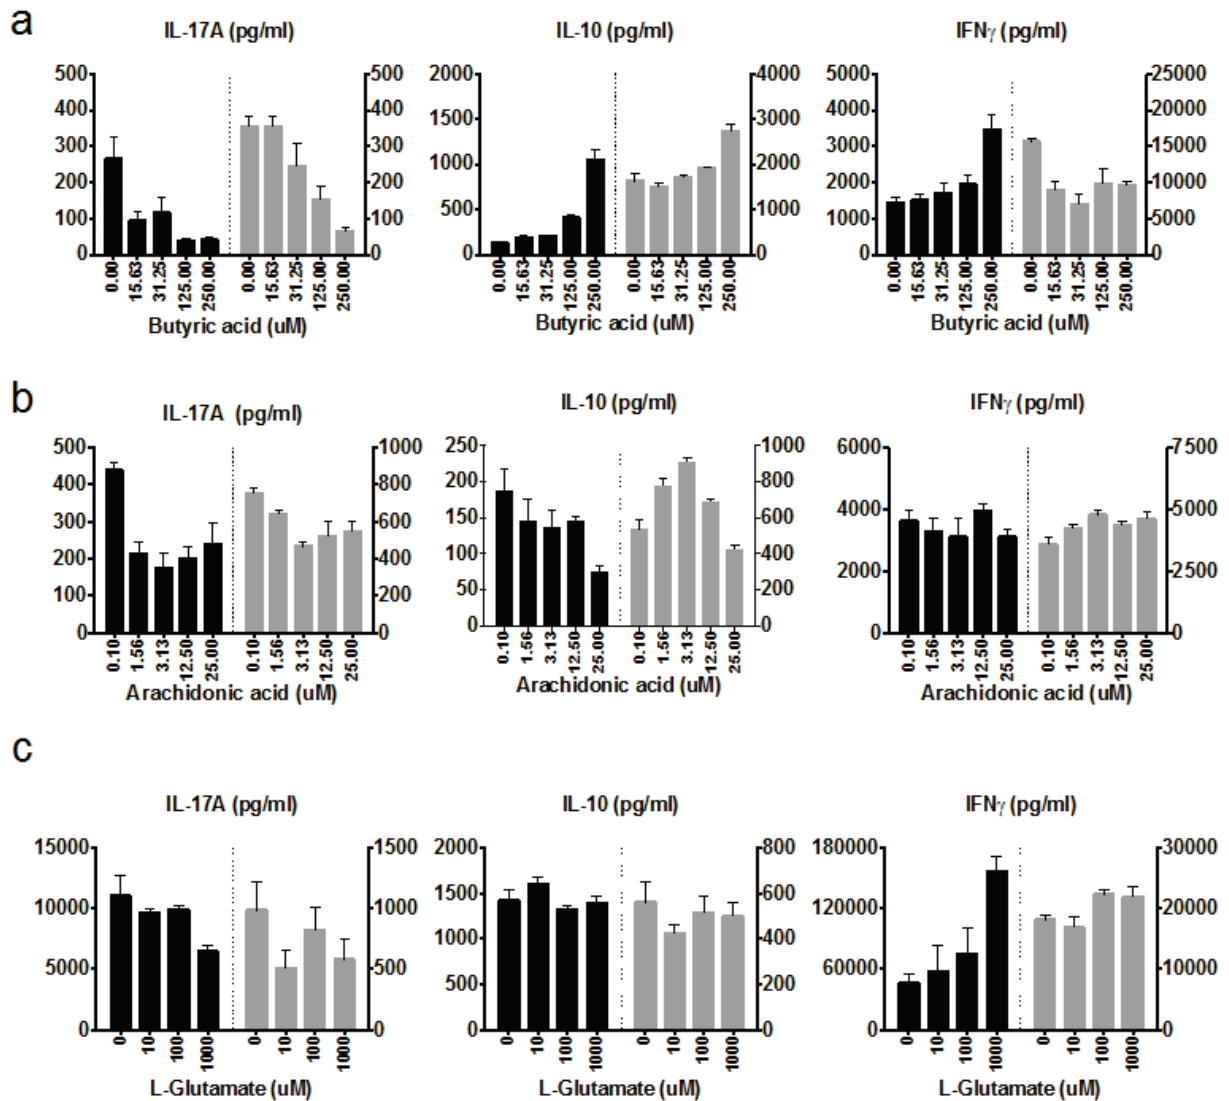 a
IL-17A (pg/ml)
IL-10 (pg/ml)
IFNγ (pg/ml)
500 400 300 200 100 0
500 400 300 200 100 0
2000 1500 1000 500 0
4000 3000 2000 1000 0
5000 4000 3000 2000 1000 0
25000 20000 15000 10000 5000 0
0.00 15.63 31.25 125.00 250.00 0.00 15.63 31.25 125.00 250.00
0.00 15.63 31.25 125.00 250.00 0.00 15.63 31.25 125.00 250.00
0.00 15.63 31.25 125.00 250.00 0.00 15.63 31.25 125.00 250.00
Butyric acid (uM)
Butyric acid (uM)
Butyric acid (uM)
b
IL-17A (pg/ml)
IL-10 (pg/ml)
IFNγ (pg/ml)
500 400 300 200 100 0
1000 800 600 400 200 0
250 200 150 100 50 0
1000 800 600 400 200 0
6000 4000 2000 0
7500 5000 2500 0
0.10 1.56 3.13 12.50 25.00 0.10 1.56 3.13 12.50 25.00
0.10 1.56 3.13 12.50 25.00 0.10 1.56 3.13 12.50 25.00
0.10 1.56 3.13 12.50 25.00 0.10 1.56 3.13 12.50 25.00
Arachidonic acid (uM)
Arachidonic acid (uM)
Arachidonic acid (uM)
c
IL-17A (pg/ml)
IL-10 (pg/ml)
IFNγ (pg/ml)
15000 10000 5000 0
1500 1000 500 0
2000 1500 1000 500 0
800 600 400 200 0
180000 120000 60000 0
30000 20000 10000 0
0 10 100 1000 0 10 100 1000
0 10 100 1000 0 10 100 1000
0 10 100 1000 0 10 100 1000
L-Glutamate (uM)
L-Glutamate (uM)
L-Glutamate (uM)